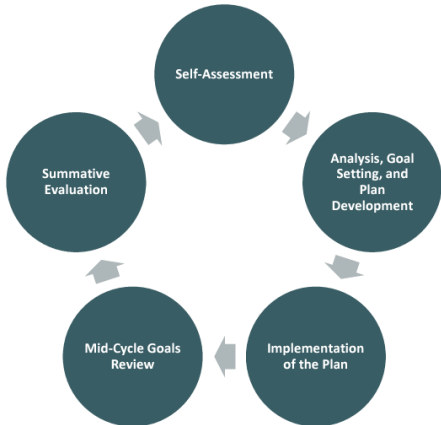 Self-Assessment
Analysis, Goal
Setting, and
Plan
Development
Implementation
of the Plan
Mid-Cycle Goals
Review
Summative
Evaluation